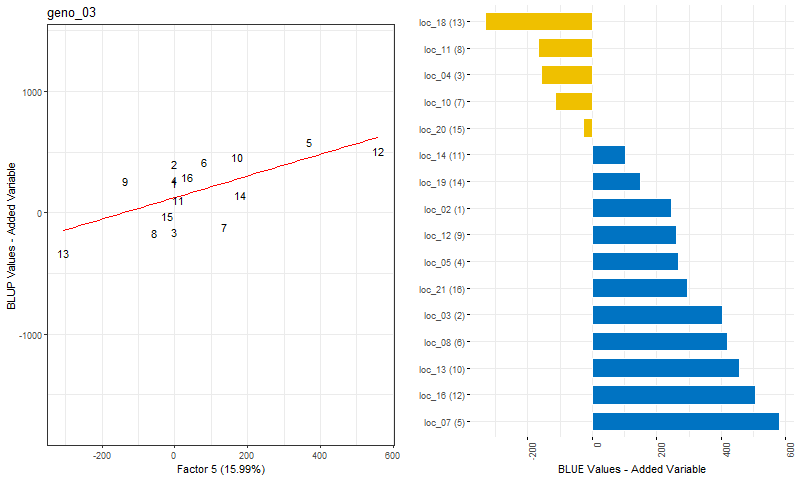 geno_03
BLUP Values - Added Variable
1000
0
-1000
5
12
2
6
45
4
16
9
1
14
10
15
7
8
3
13
-200
0
200
400
600
Factor 5 (15.99%)
loc_18 (13)
loc_11 (8)
loc_04 (3)
loc_10 (7)
loc_20 (15)
loc_14 (11)
loc_19 (14)
loc_02 (1)
loc_12 (9)
loc_05 (4)
loc_21 (16)
loc_03 (2)
loc_08 (6)
loc_13 (10)
loc_16 (12)
loc_07 (5)
-200
0
200
400
600
BLUE Values - Added Variable